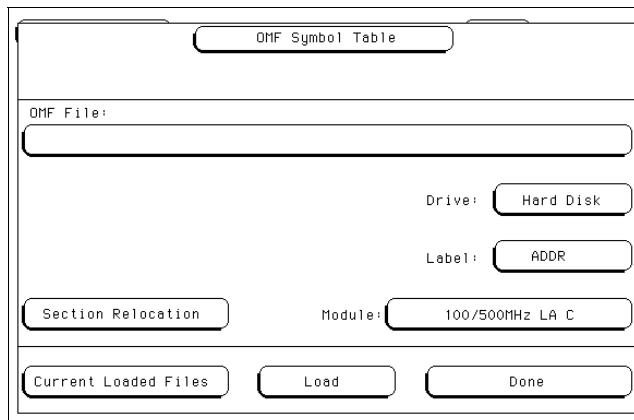 OMF Symbol Table
OMF File:
Drive: Hard Disk
Label: ADDR
Section Relocation Module: 100/500MHz LA C
Current Loaded Files Load Done